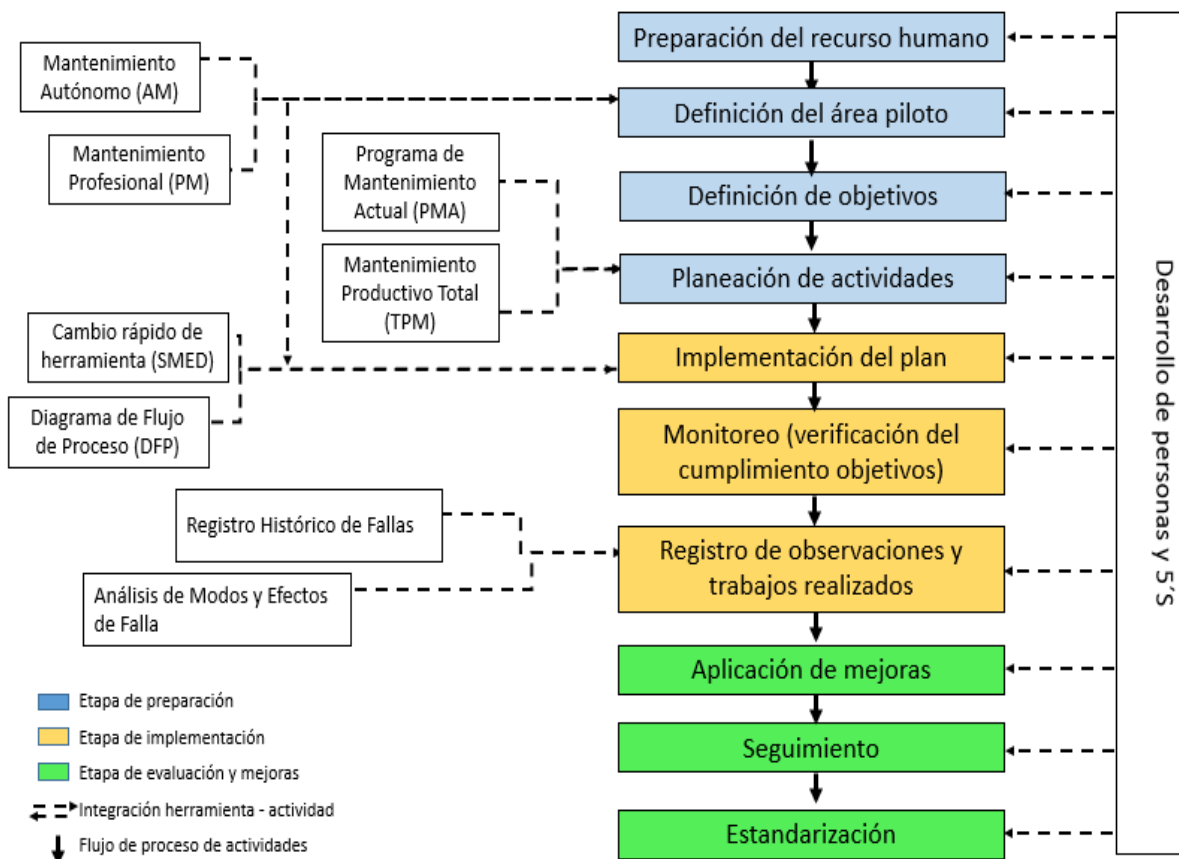 Preparación del recurso humano
Mantenimiento
Autónomo (AM)
Definición del área piloto
Mantenimiento
Profesional (PM)
Programa de
Mantenimiento
Actual (PMA)
Definición de objetivos
Mantenimiento
Productivo Total
(TPM)
Planeación de actividades
Cambio rápido de
herramienta (SMED)
Implementación del plan
Diagrama de Flujo
de Proceso (DFP)
Monitoreo (verificación del
cumplimiento objetivos)
Registro Histórico de Fallas
Registro de observaciones y
trabajos realizados
Análisis de Modos y Efectos
de Falla
Aplicación de mejoras
Seguimiento
Estandarización
Desarrollo de personas y 5´S
Etapa de preparación
Etapa de implementación
Etapa de evaluación y mejoras
Integración herramienta - actividad
Flujo de proceso de actividades